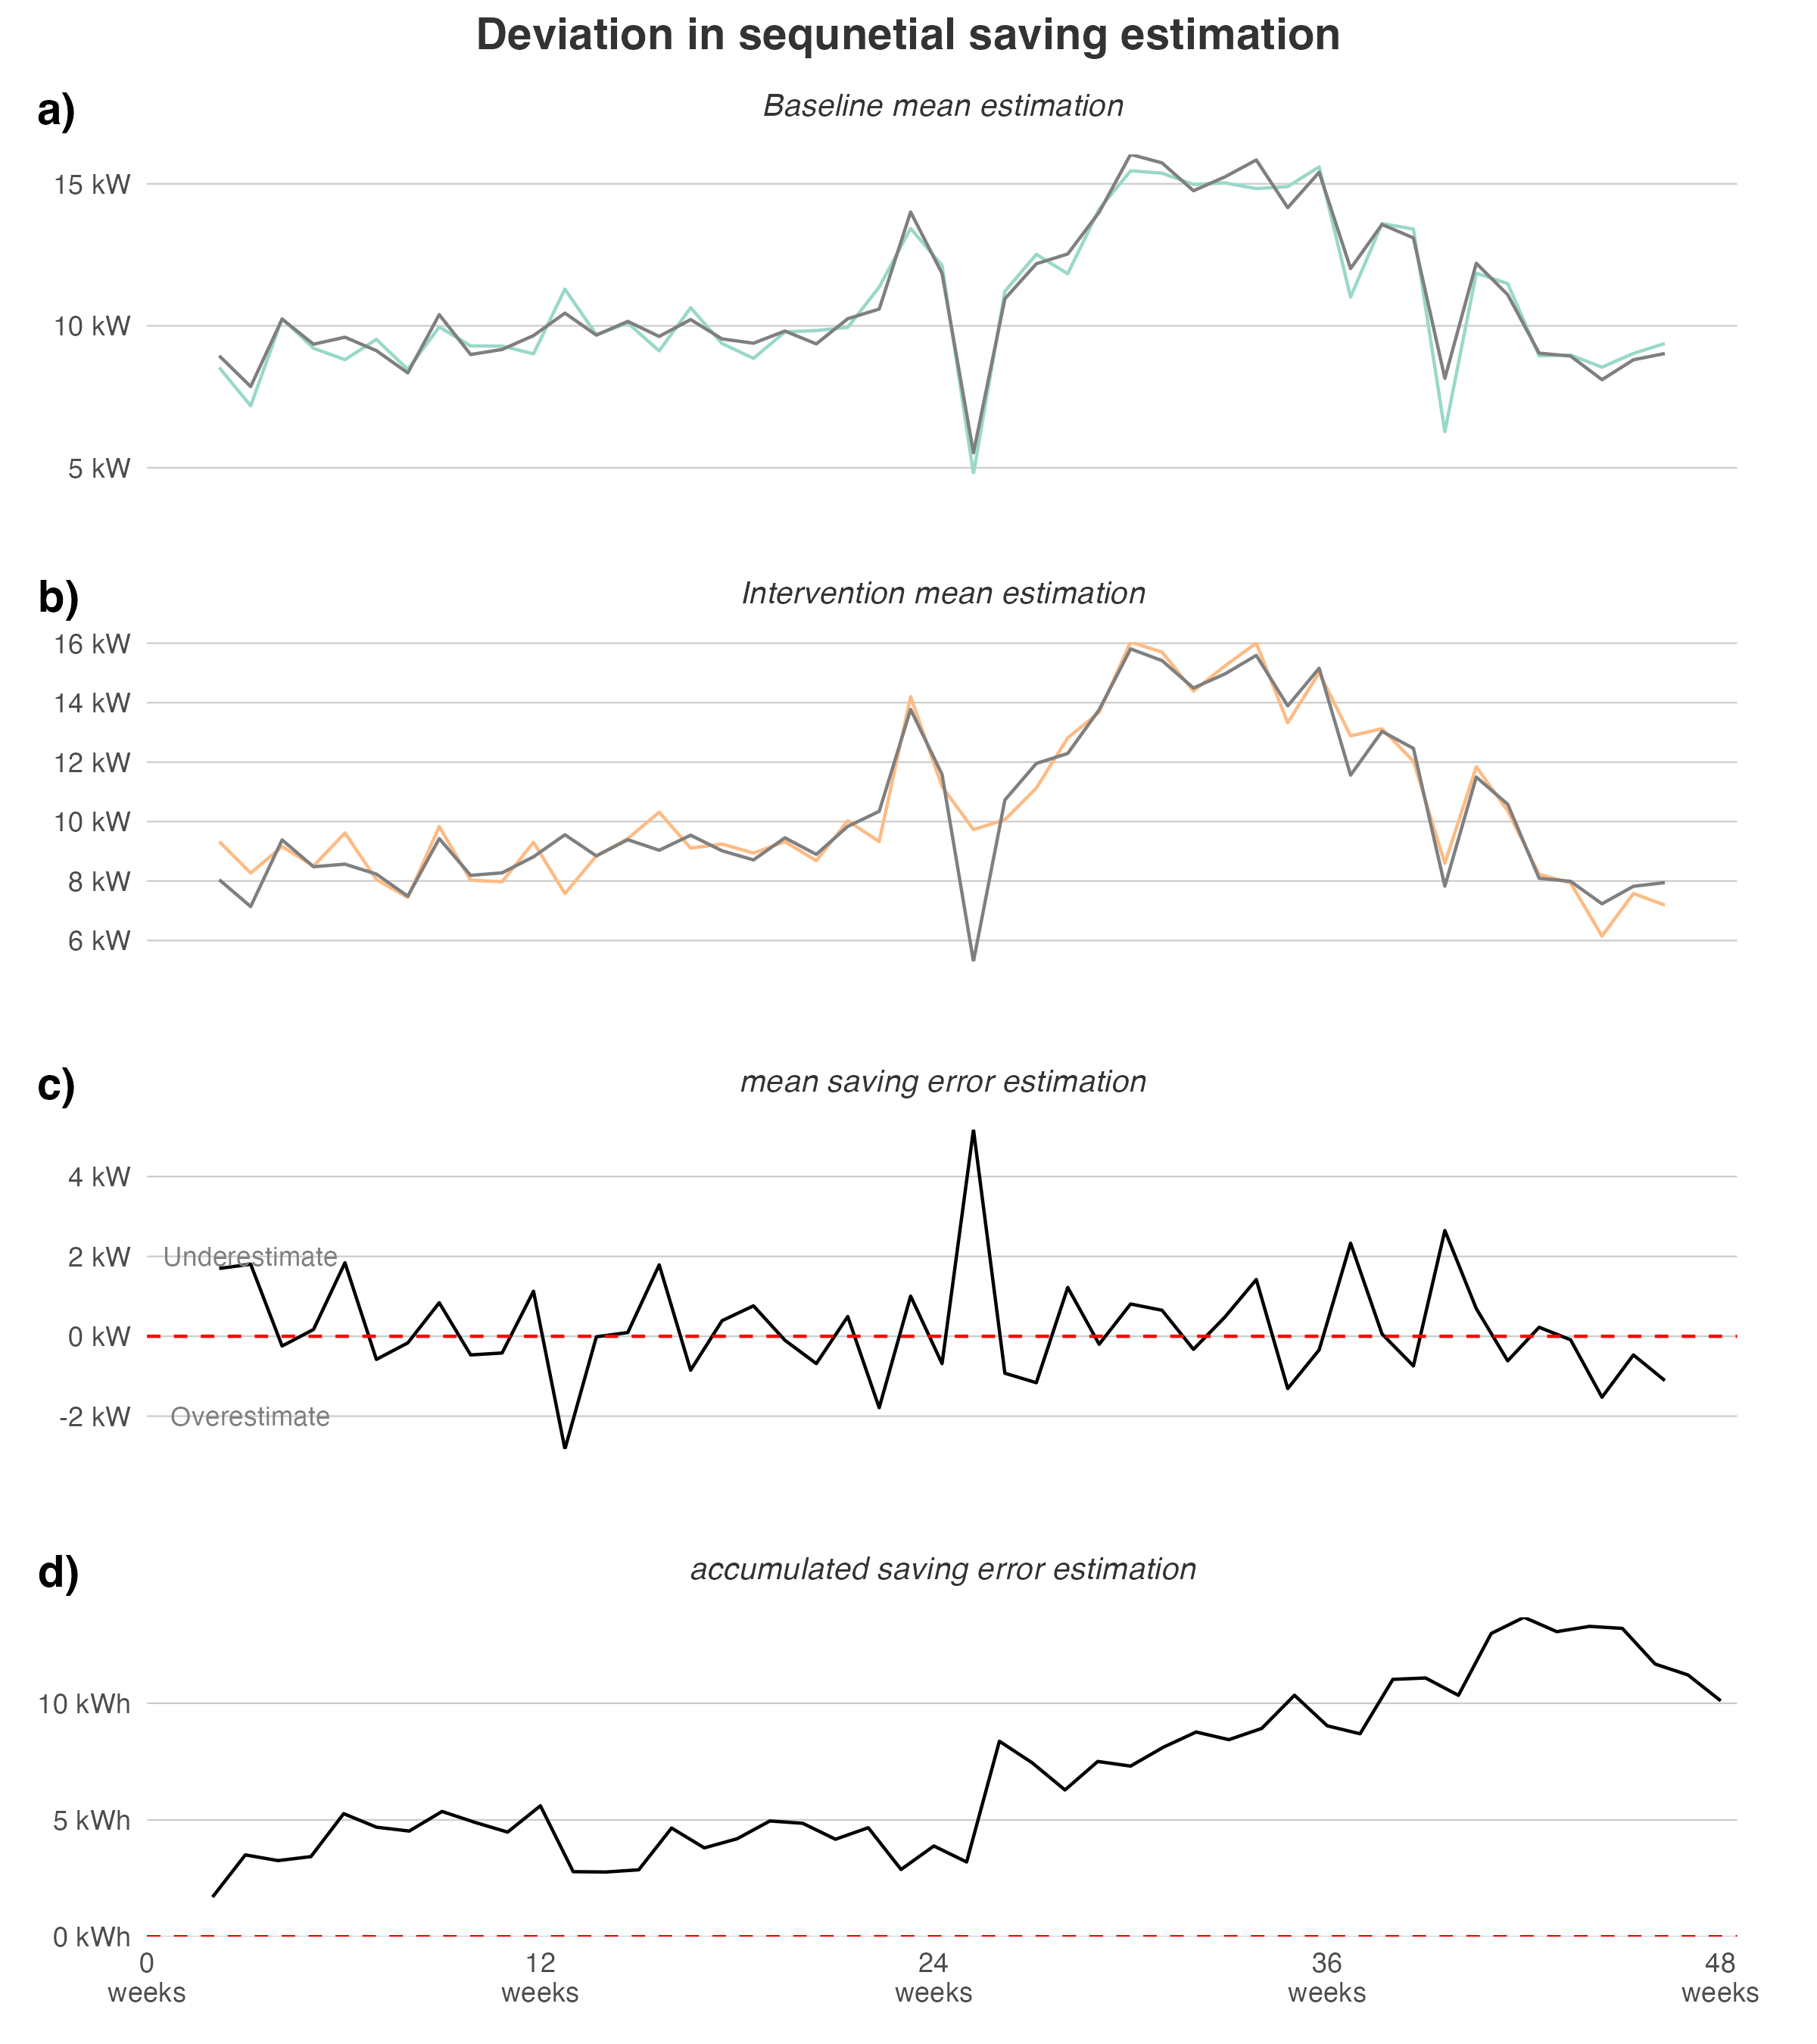 Deviation in sequnetial saving estimation
a)
Baseline mean estimation
15 kW
10 kW
5 kW
b)
Intervention mean estimation
16 kW
14 kW
12 kW
10 kW
8 kW
6 kW
c)
mean saving error estimation
4 kW
2 kW
Underestimate
0 kW
-2 kW
Overestimate
d)
accumulated saving error estimation
10 kWh
5 kWh
0 kWh
0 12 24 36 48
weeks weeks weeks weeks weeks